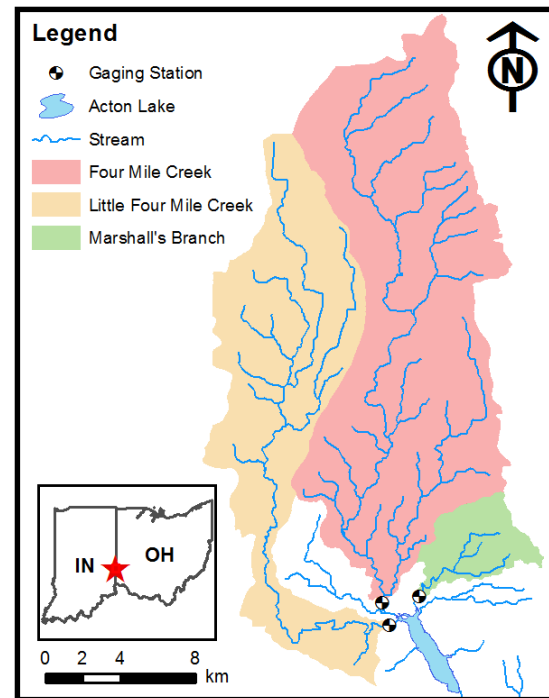 Legend
N
Gaging Station
Acton Lake
Stream
Four Mile Creek
Little Four Mile Creek
Marshall's Branch
IN
OH
0 2 4 8
km